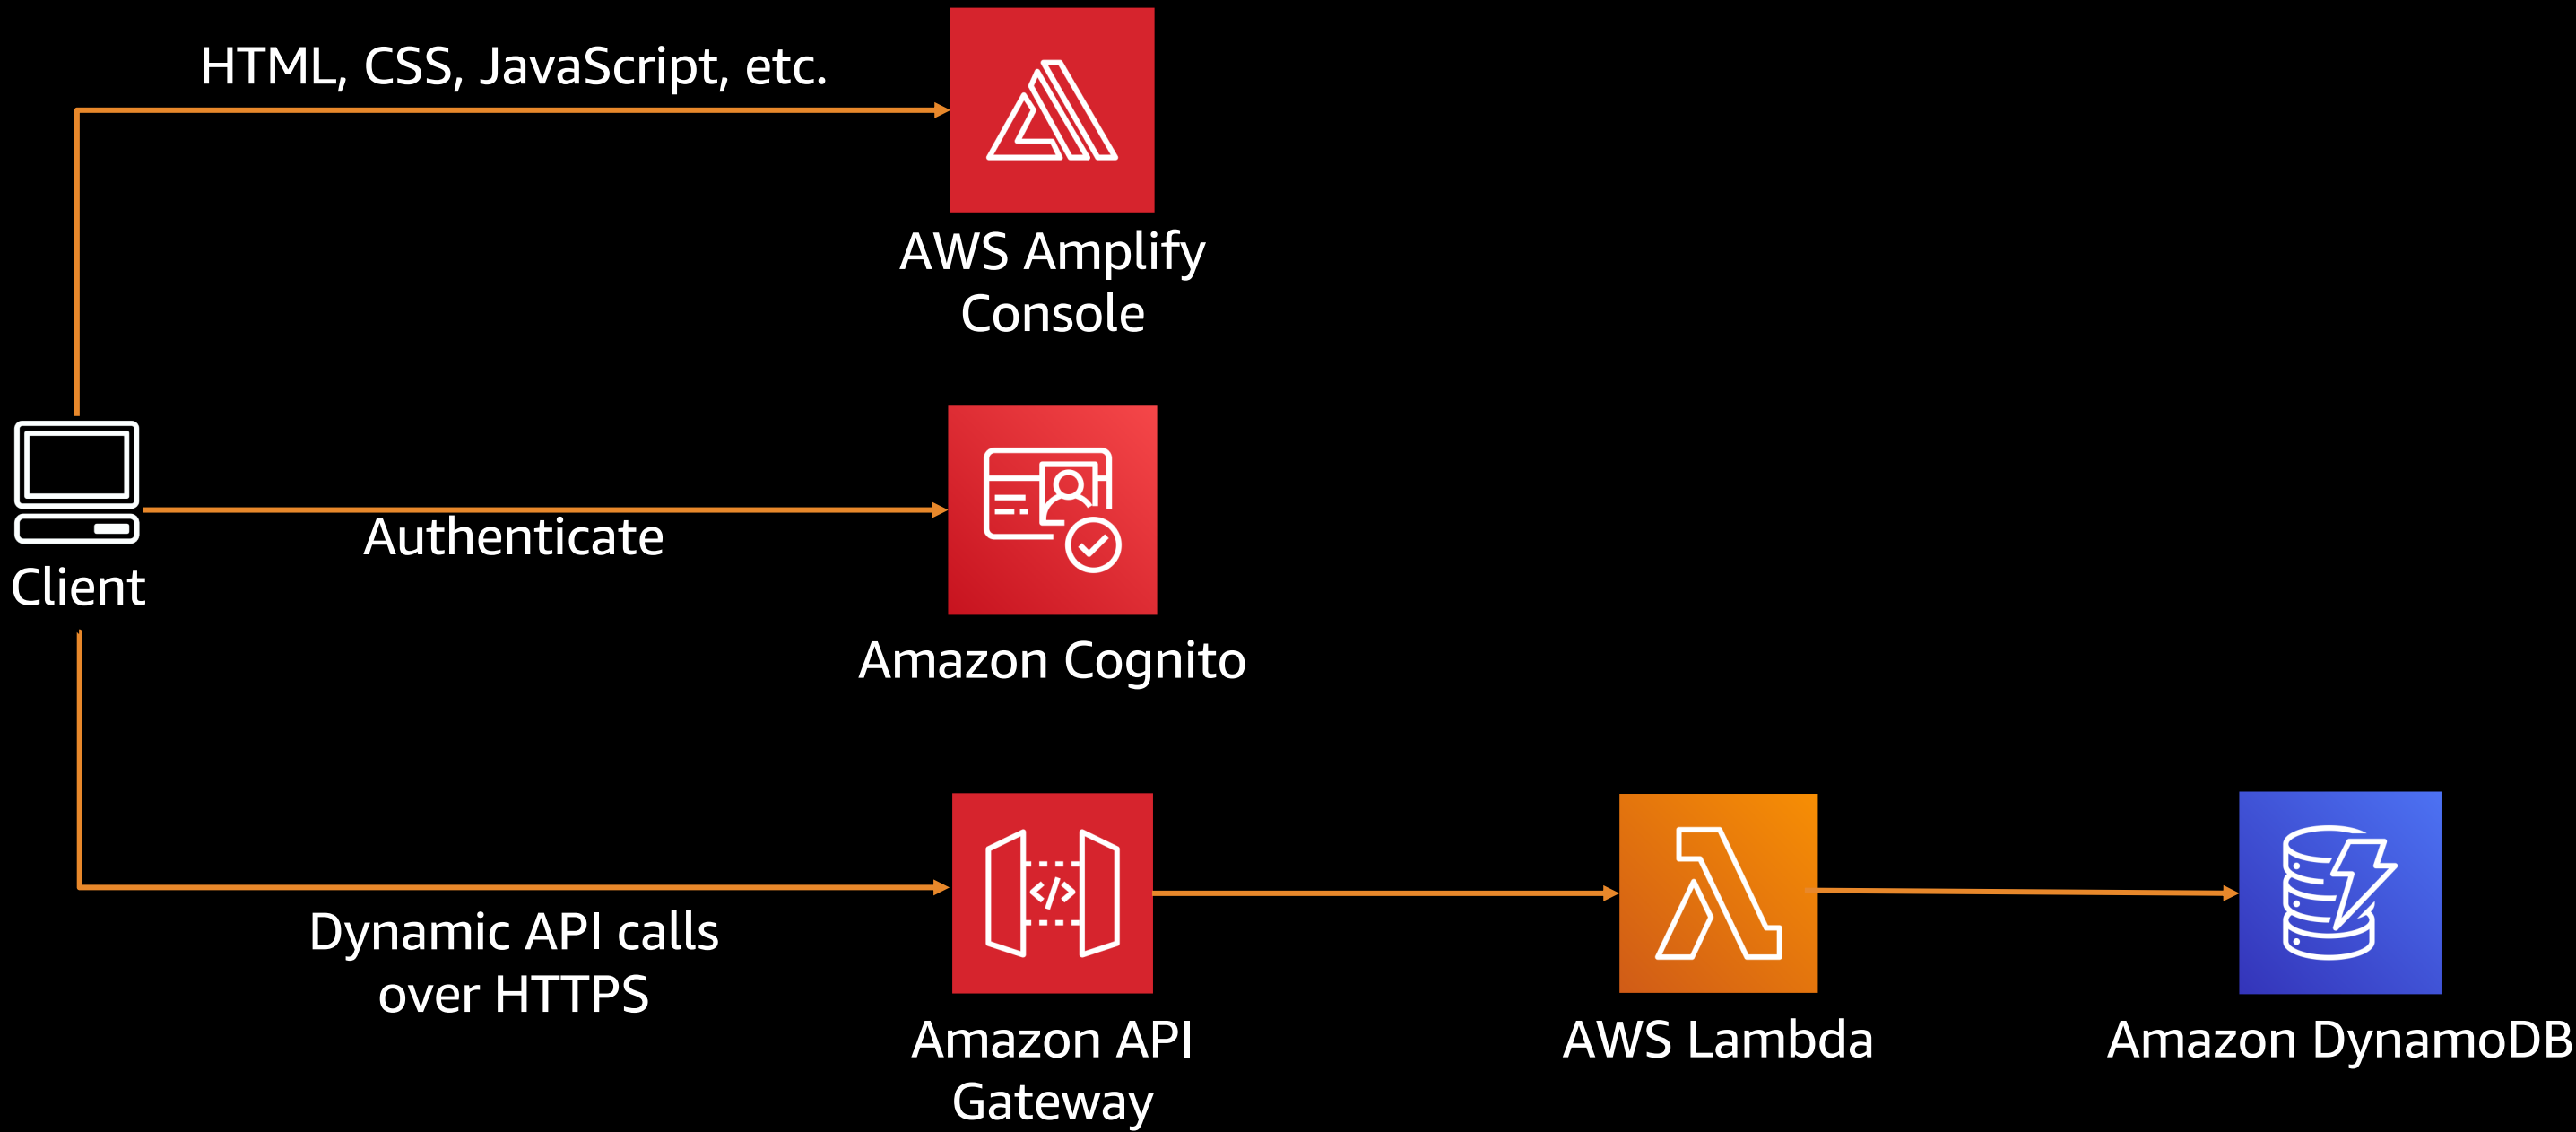 HTML, CSS, JavaScript, etc.
AWS Amplify
Console
Authenticate
Client
Amazon Cognito
Dynamic API calls
over HTTPS
</>
Amazon API
Gateway
AWS Lambda
Amazon DynamoDB